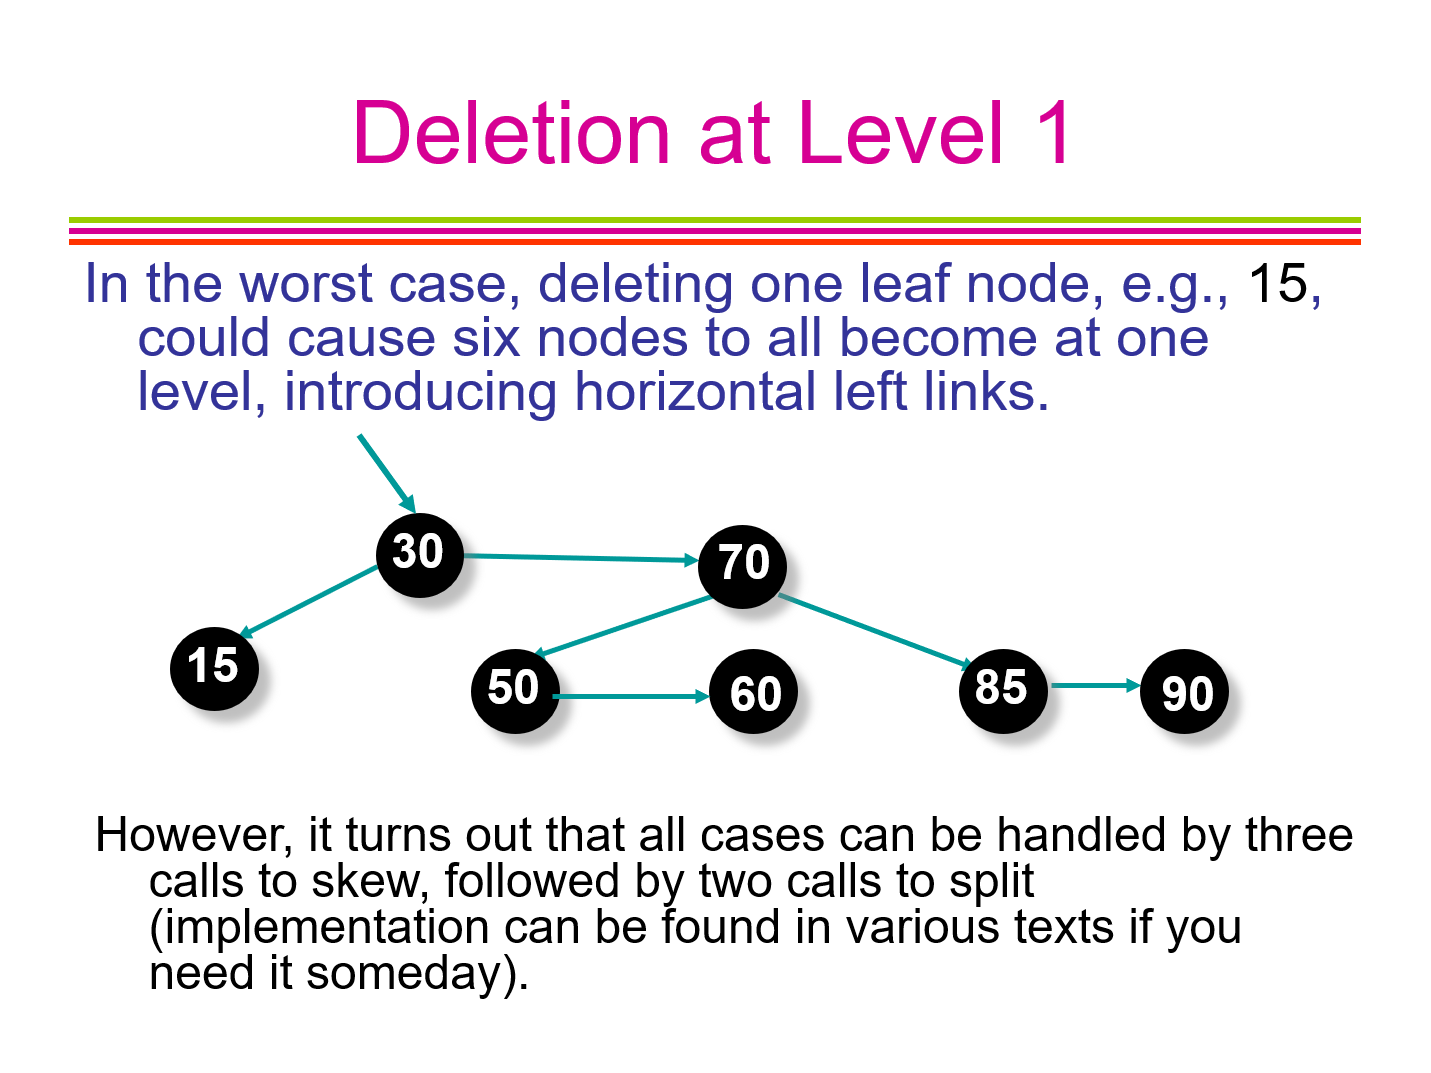 Deletion at Level 1
In the worst case, deleting one leaf node, e.g., 15,
could cause six nodes to all become at one
level, introducing horizontal left links.
30
70
15
50
60
85
90
However, it turns out that all cases can be handled by three
calls to skew, followed by two calls to split
(implementation can be found in various texts if you
need it someday).